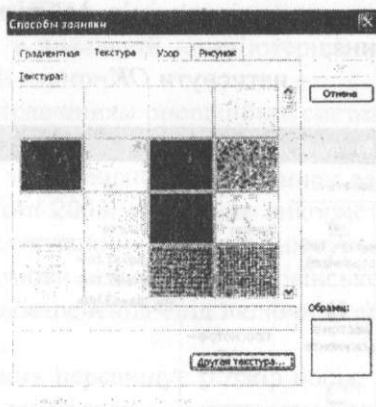 Способы заливки
Градиентная Текстура Узор Рисунок
Текстура:
Отмена
Образец:
Другая текстура...